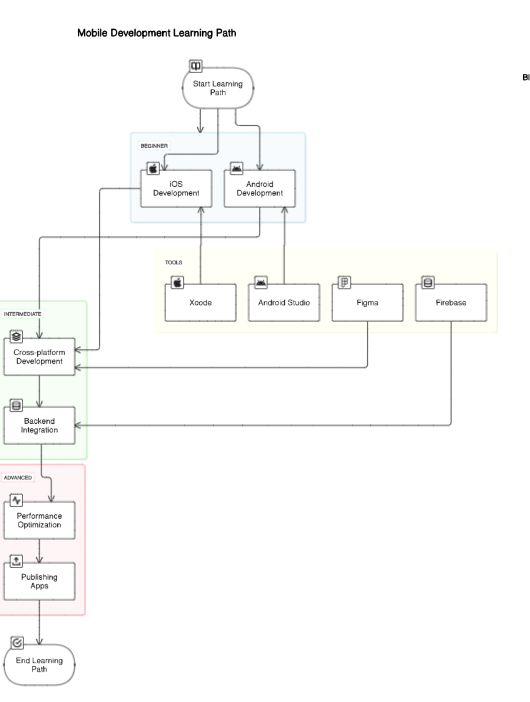 Mobile Development Learning Path
Start Learning
Path
Bl
BEGINNER
iOS
Development
Android
Development
TOOLS
Xcode
Android Studio
Figma
Firebase
INTERMEDIATE
Cross-platform
Development
Backend
Integration
ADVANCED
Performance
Optimization
Publishing
Apps
End Learning
Path